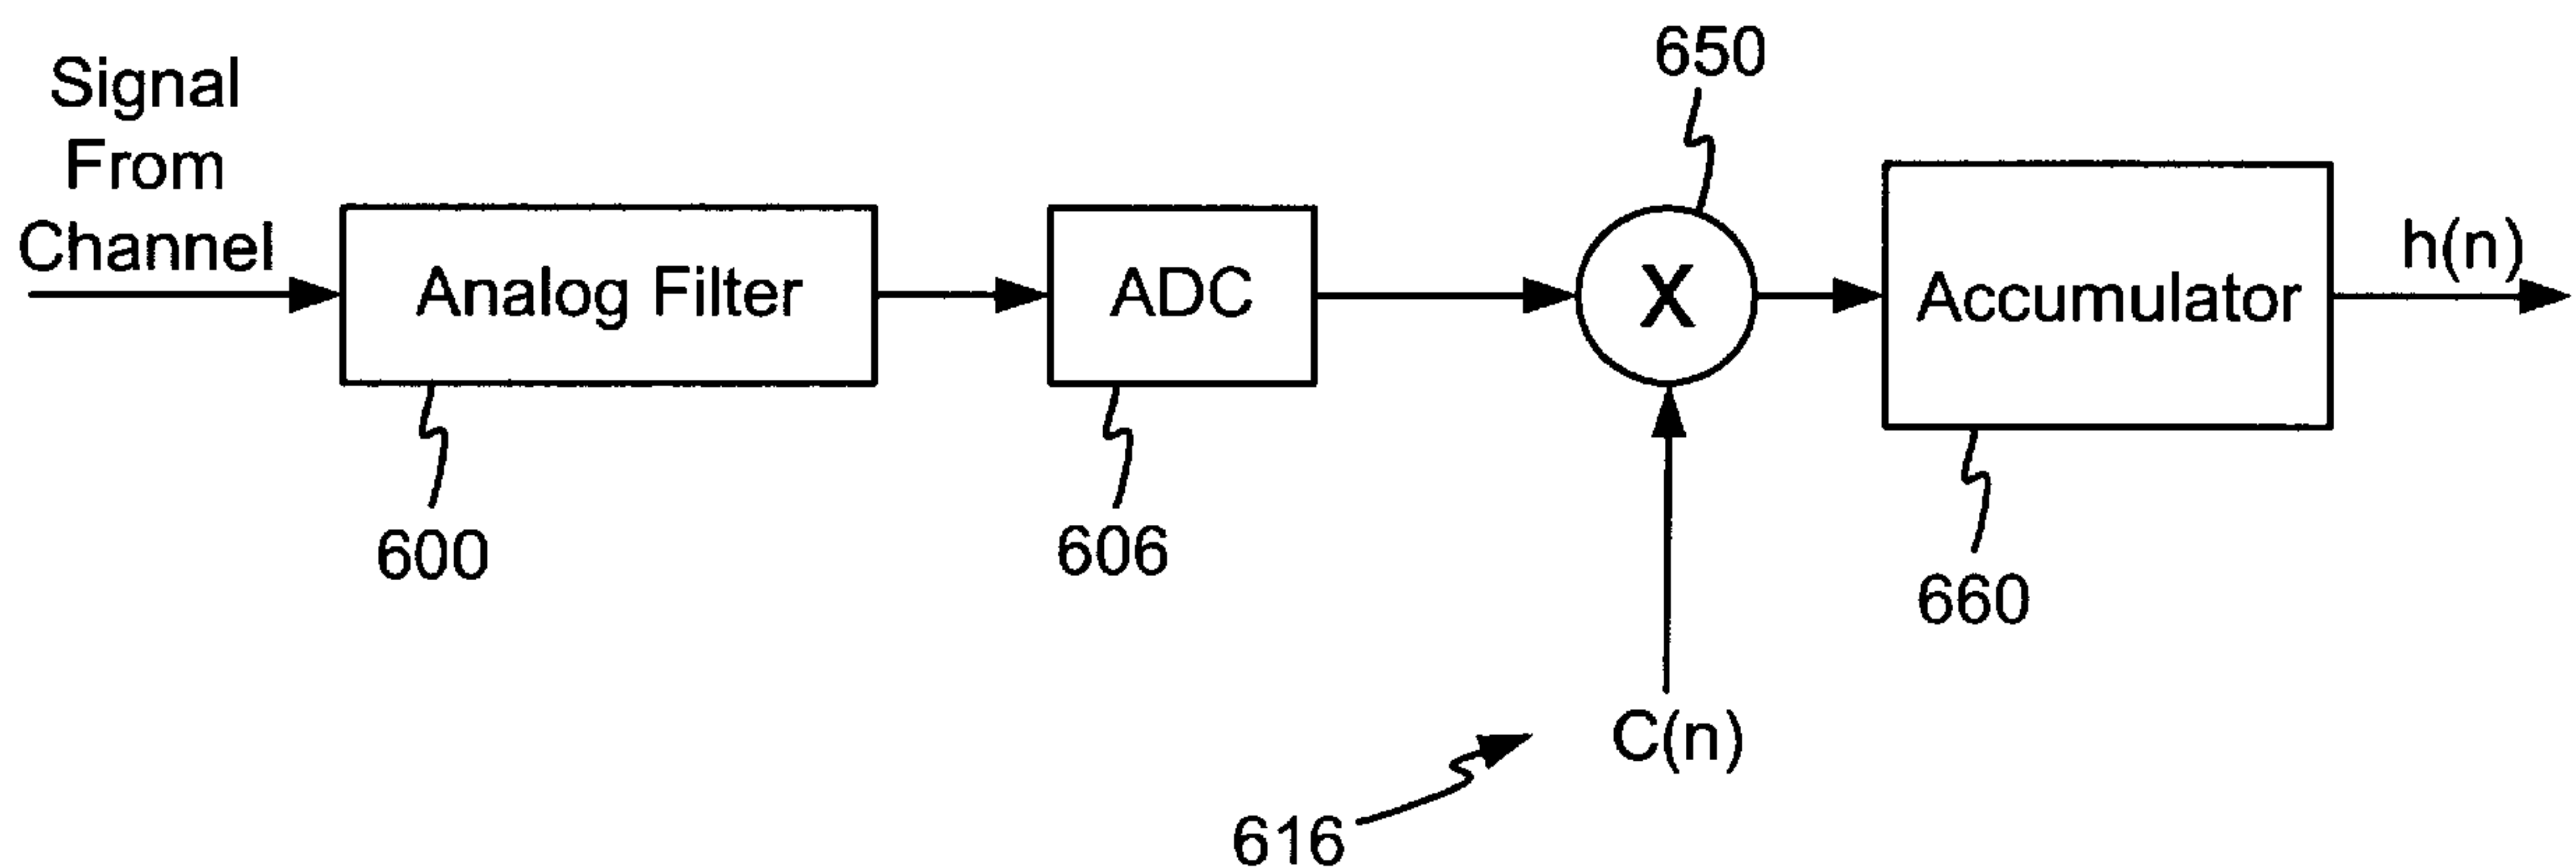 Signal
From
Channel
Analog Filter
600
ADC
606
650
X
C(n)
616
Accumulator
660
h(n)